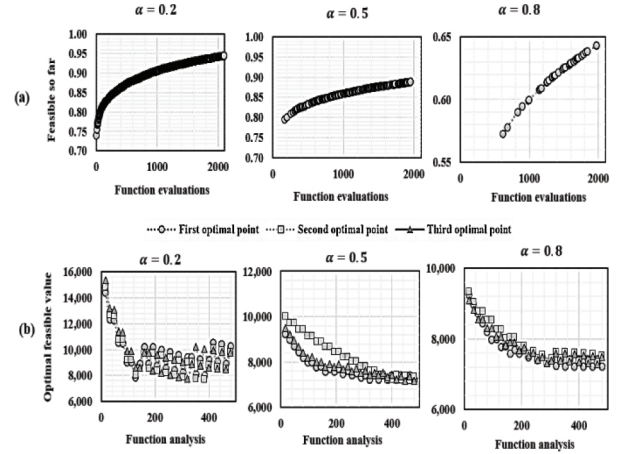 α = 0.2
α = 0.5
α = 0.8
(a)
Feasible so far
1.00
0.95
0.90
0.85
0.80
0.75
0.70
0
1000
2000
Function evaluations
1.00
0.95
0.90
0.85
0.80
0.75
0.70
0
1000
2000
Function evaluations
0.65
0.60
0.55
0
1000
2000
Function evaluations
First optimal point
Second optimal point
Third optimal point
α = 0.2
α = 0.5
α = 0.8
(b)
Optimal feasible value
16,000
14,000
12,000
10,000
8,000
6,000
0
200
400
Function analysis
12,000
10,000
8,000
6,000
0
200
400
Function analysis
10,000
8,000
6,000
0
200
400
Function analysis